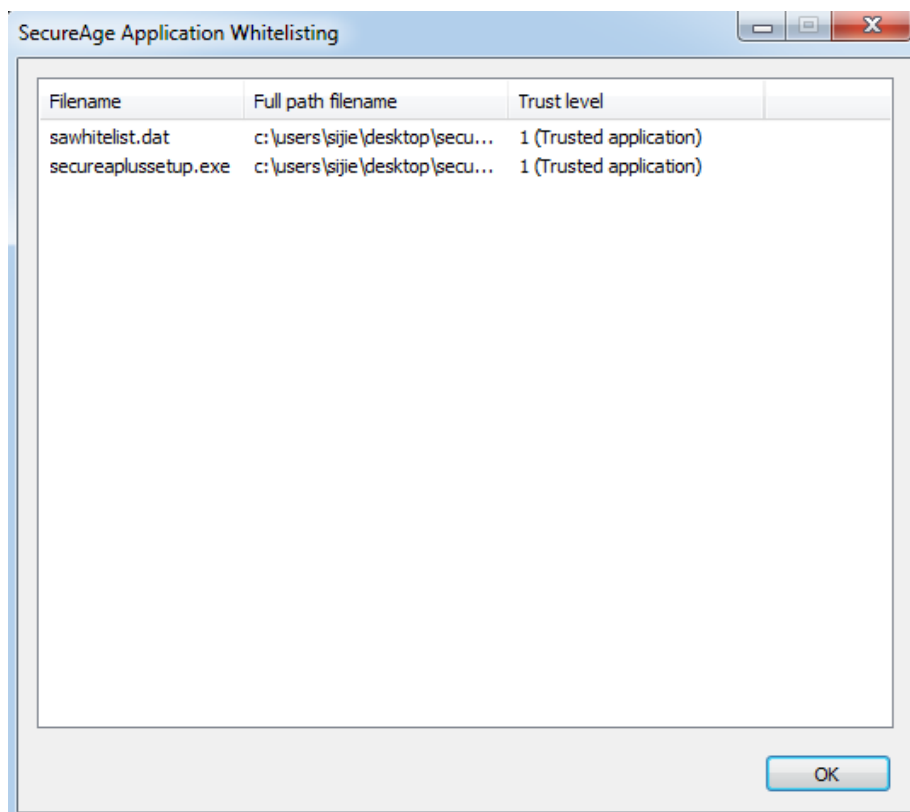 SecureAge Application Whitelisting
Filename Full path filename Trust level
sawhitelist.dat c:\users\sijie\desktop\secu... 1 (Trusted application)
secureaplussetup.exe c:\users\sijie\desktop\secu... 1 (Trusted application)
OK